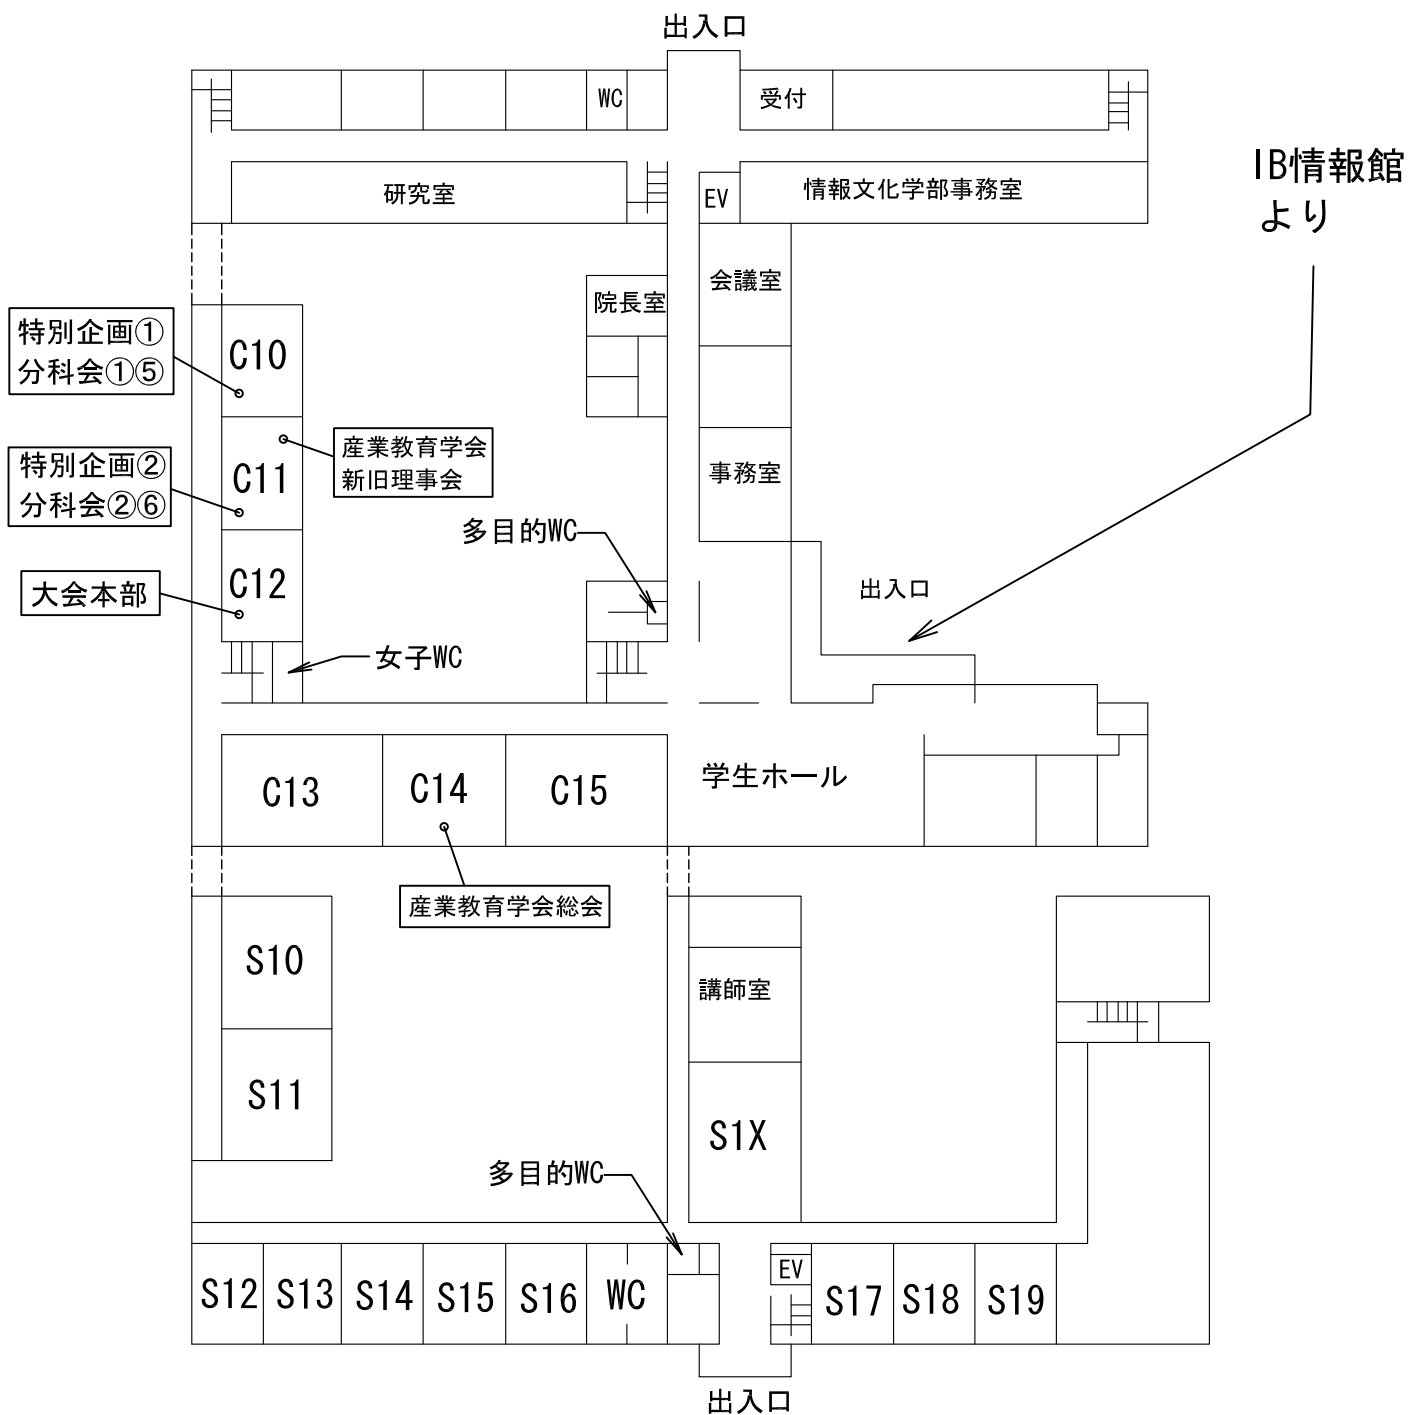 出入口
WC
受付
IB情報館
より
研究室
EV
情報文化学部事務室
会議室
院長室
特別企画①
分科会①⑤
C10
産業教育学会
新旧理事会
特別企画②
分科会②⑥
C11
事務室
多目的WC
大会本部
C12
出入口
女子WC
C13
C14
C15
学生ホール
産業教育学会総会
S10
講師室
S11
S1X
多目的WC
S12
S13
S14
S15
S16
WC
EV
S17
S18
S19
出入口